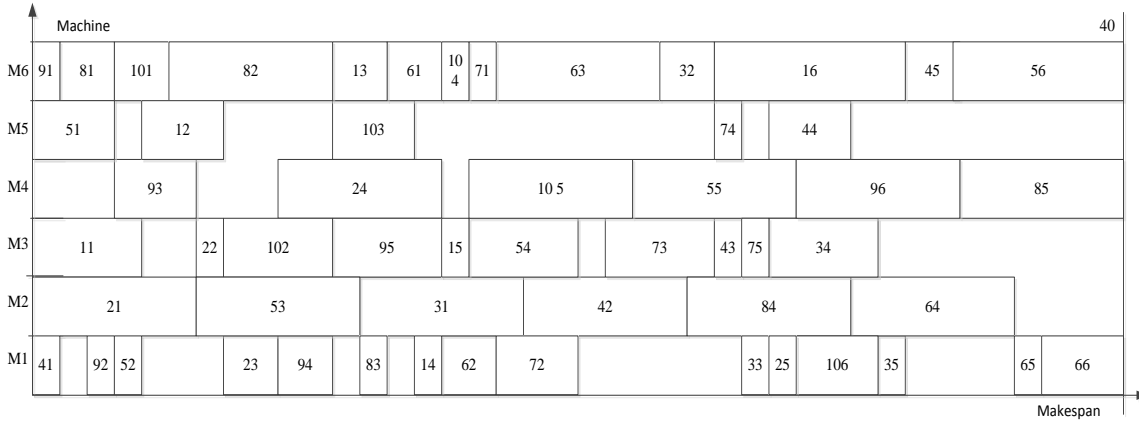 Machine 40
M6 91 81 101 82 13 61 10 4 71 63 32 16 45 56
M5 51 12 103 74 44
M4 93 24 10 5 55 96 85
M3 11 22 102 95 15 54 73 43 75 34
M2 21 53 31 42 84 64
M1 41 92 52 23 94 83 14 62 72 33 25 106 35 65 66
Makespan